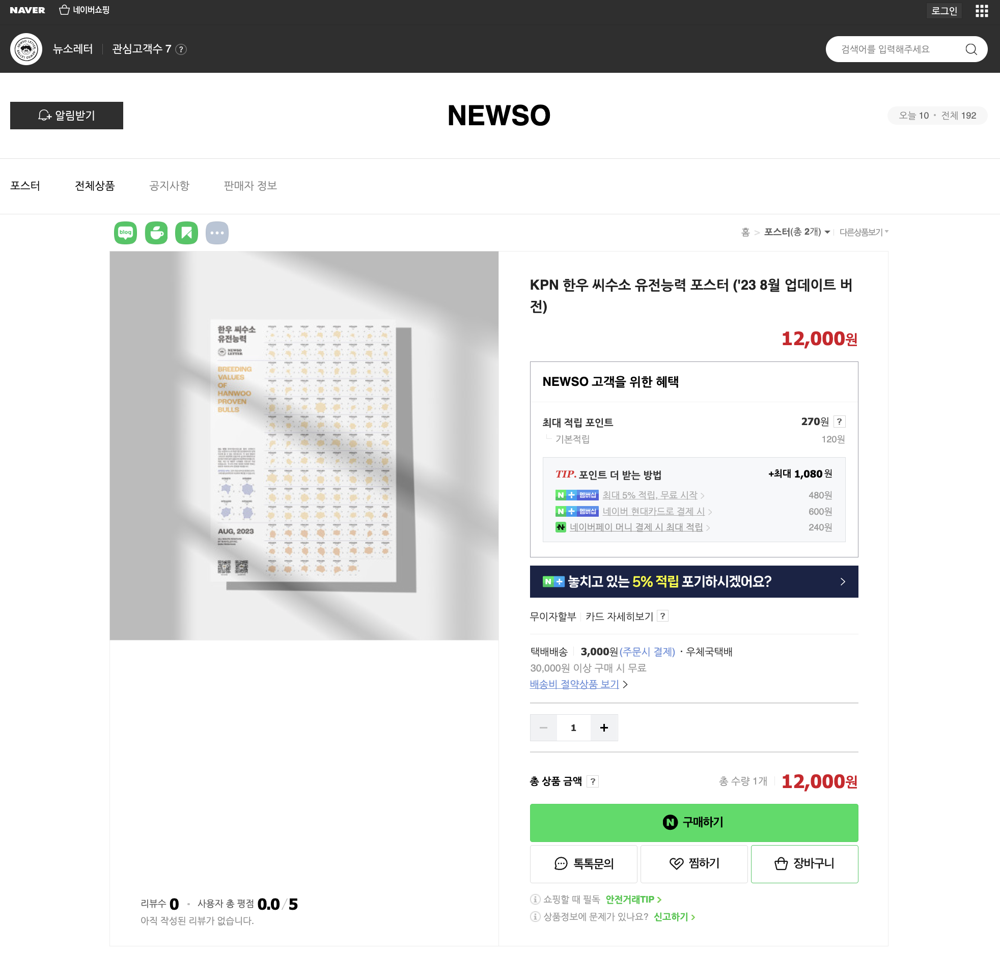 NAVER 네이버쇼핑 로그인
뉴소레터 관심고객수 7 ?
검색어를 입력해주세요
알림받기
NEWSO
오늘 10 • 전체 192
포스터 전체상품 공지사항 판매자 정보
blog
홈 > 포스터(총 2개) 다른상품보기
한우 씨수소
유전능력
NEWSO
LETTER
BREEDING
VALUES
OF
HANWOO
PROVEN
BULLS
AUG, 2023
KPN 한우 씨수소 유전능력 포스터 ('23 8월 업데이트 버
전)
12,000원
NEWSO 고객을 위한 혜택
최대 적립 포인트 270원 ?
기본적립 120원
TIP. 포인트 더 받는 방법 +최대 1,080 원
N + 멤버십 최대 5% 적립, 무료 시작 > 480원
N + 멤버십 네이버 현대카드로 결제 시 > 600원
N 네이버페이 머니 결제 시 최대 적립 > 240원
N + 놓치고 있는 5% 적립 포기하시겠어요? >
무이자할부 카드 자세히보기 ?
택배배송 3,000원(주문시 결제) · 우체국택배
30,000원 이상 구매 시 무료
배송비 절약상품 보기 >
− 1 +
총 상품 금액 ? 총 수량 1개 12,000원
N 구매하기
톡톡문의 찜하기 장바구니
쇼핑할 때 필독 안전거래TIP >
상품정보에 문제가 있나요? 신고하기 >
리뷰수 0 • 사용자 총 평점 0.0 / 5
아직 작성된 리뷰가 없습니다.